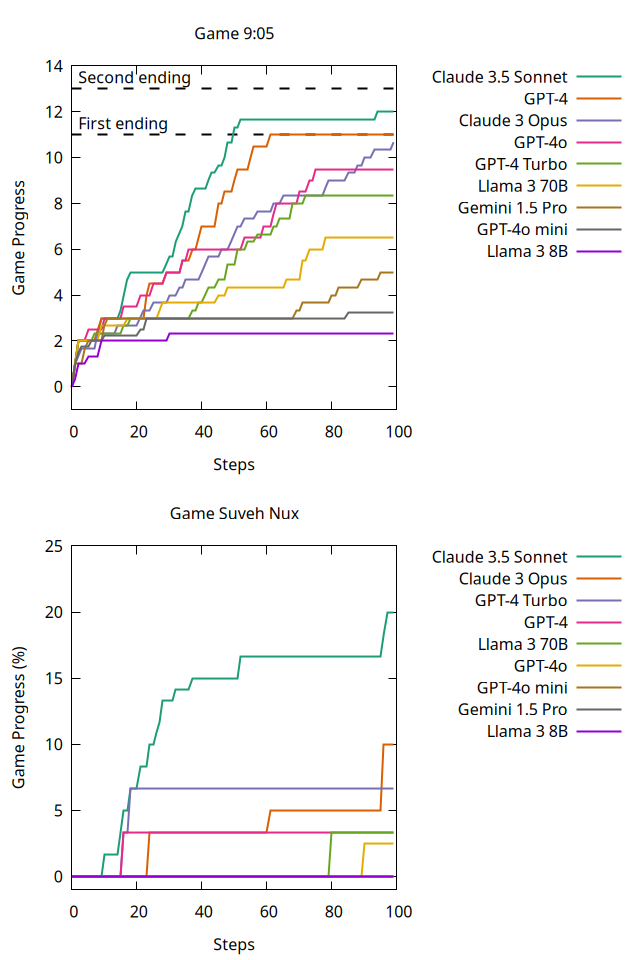 Game 9:05
14
12
10
8
6
4
2
0
Game Progress
Second ending
First ending
0 20 40 60 80 100
Steps
Claude 3.5 Sonnet
GPT-4
Claude 3 Opus
GPT-4o
GPT-4 Turbo
Llama 3 70B
Gemini 1.5 Pro
GPT-4o mini
Llama 3 8B
Game Suveh Nux
25
20
15
10
5
0
Game Progress (%)
0 20 40 60 80 100
Steps
Claude 3.5 Sonnet
Claude 3 Opus
GPT-4 Turbo
GPT-4
Llama 3 70B
GPT-4o
GPT-4o mini
Gemini 1.5 Pro
Llama 3 8B